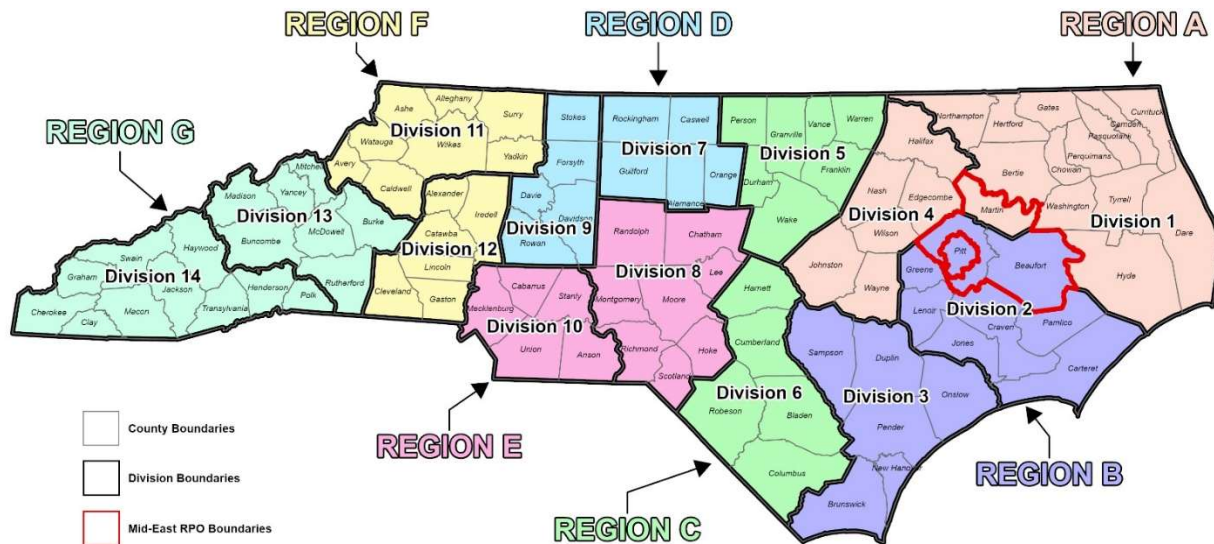 REGION F
REGION D
REGION A
REGION G
REGION E
REGION C
REGION B
Division 11
Ashe
Alleghany
Surry
Watauga
Wilkes
Yadkin
Avery
Caldwell
Division 12
Alexander
Iredell
Catawba
Lincoln
Cleveland
Gaston
Division 13
Mitchell
Madison
Yancey
Burke
McDowell
Buncombe
Rutherford
Division 14
Haywood
Swain
Graham
Jackson
Henderson
Polk
Transylvania
Macon
Cherokee
Clay
Division 9
Stokes
Forsyth
Davie
Davidson
Rowan
Division 7
Rockingham
Caswell
Guilford
Orange
Alamance
Division 5
Person
Granville
Vance
Warren
Franklin
Durham
Wake
Division 4
Halifax
Nash
Edgecombe
Wilson
Johnston
Wayne
Division 1
Northampton
Gates
Currituck
Hertford
Camden
Pasquotank
Perquimans
Bertie
Chowan
Martin
Washington
Tyrrell
Dare
Hyde
Division 2
Pitt
Beaufort
Greene
Lenoir
Craven
Pamlico
Jones
Carteret
Division 8
Randolph
Chatham
Lee
Montgomery
Moore
Richmond
Hoke
Scotland
Division 10
Cabarrus
Stanly
Mecklenburg
Union
Anson
Division 6
Harnett
Cumberland
Robeson
Bladen
Columbus
Division 3
Sampson
Duplin
Onslow
Pender
New Hanover
Brunswick
County Boundaries
Division Boundaries
Mid-East RPO Boundaries